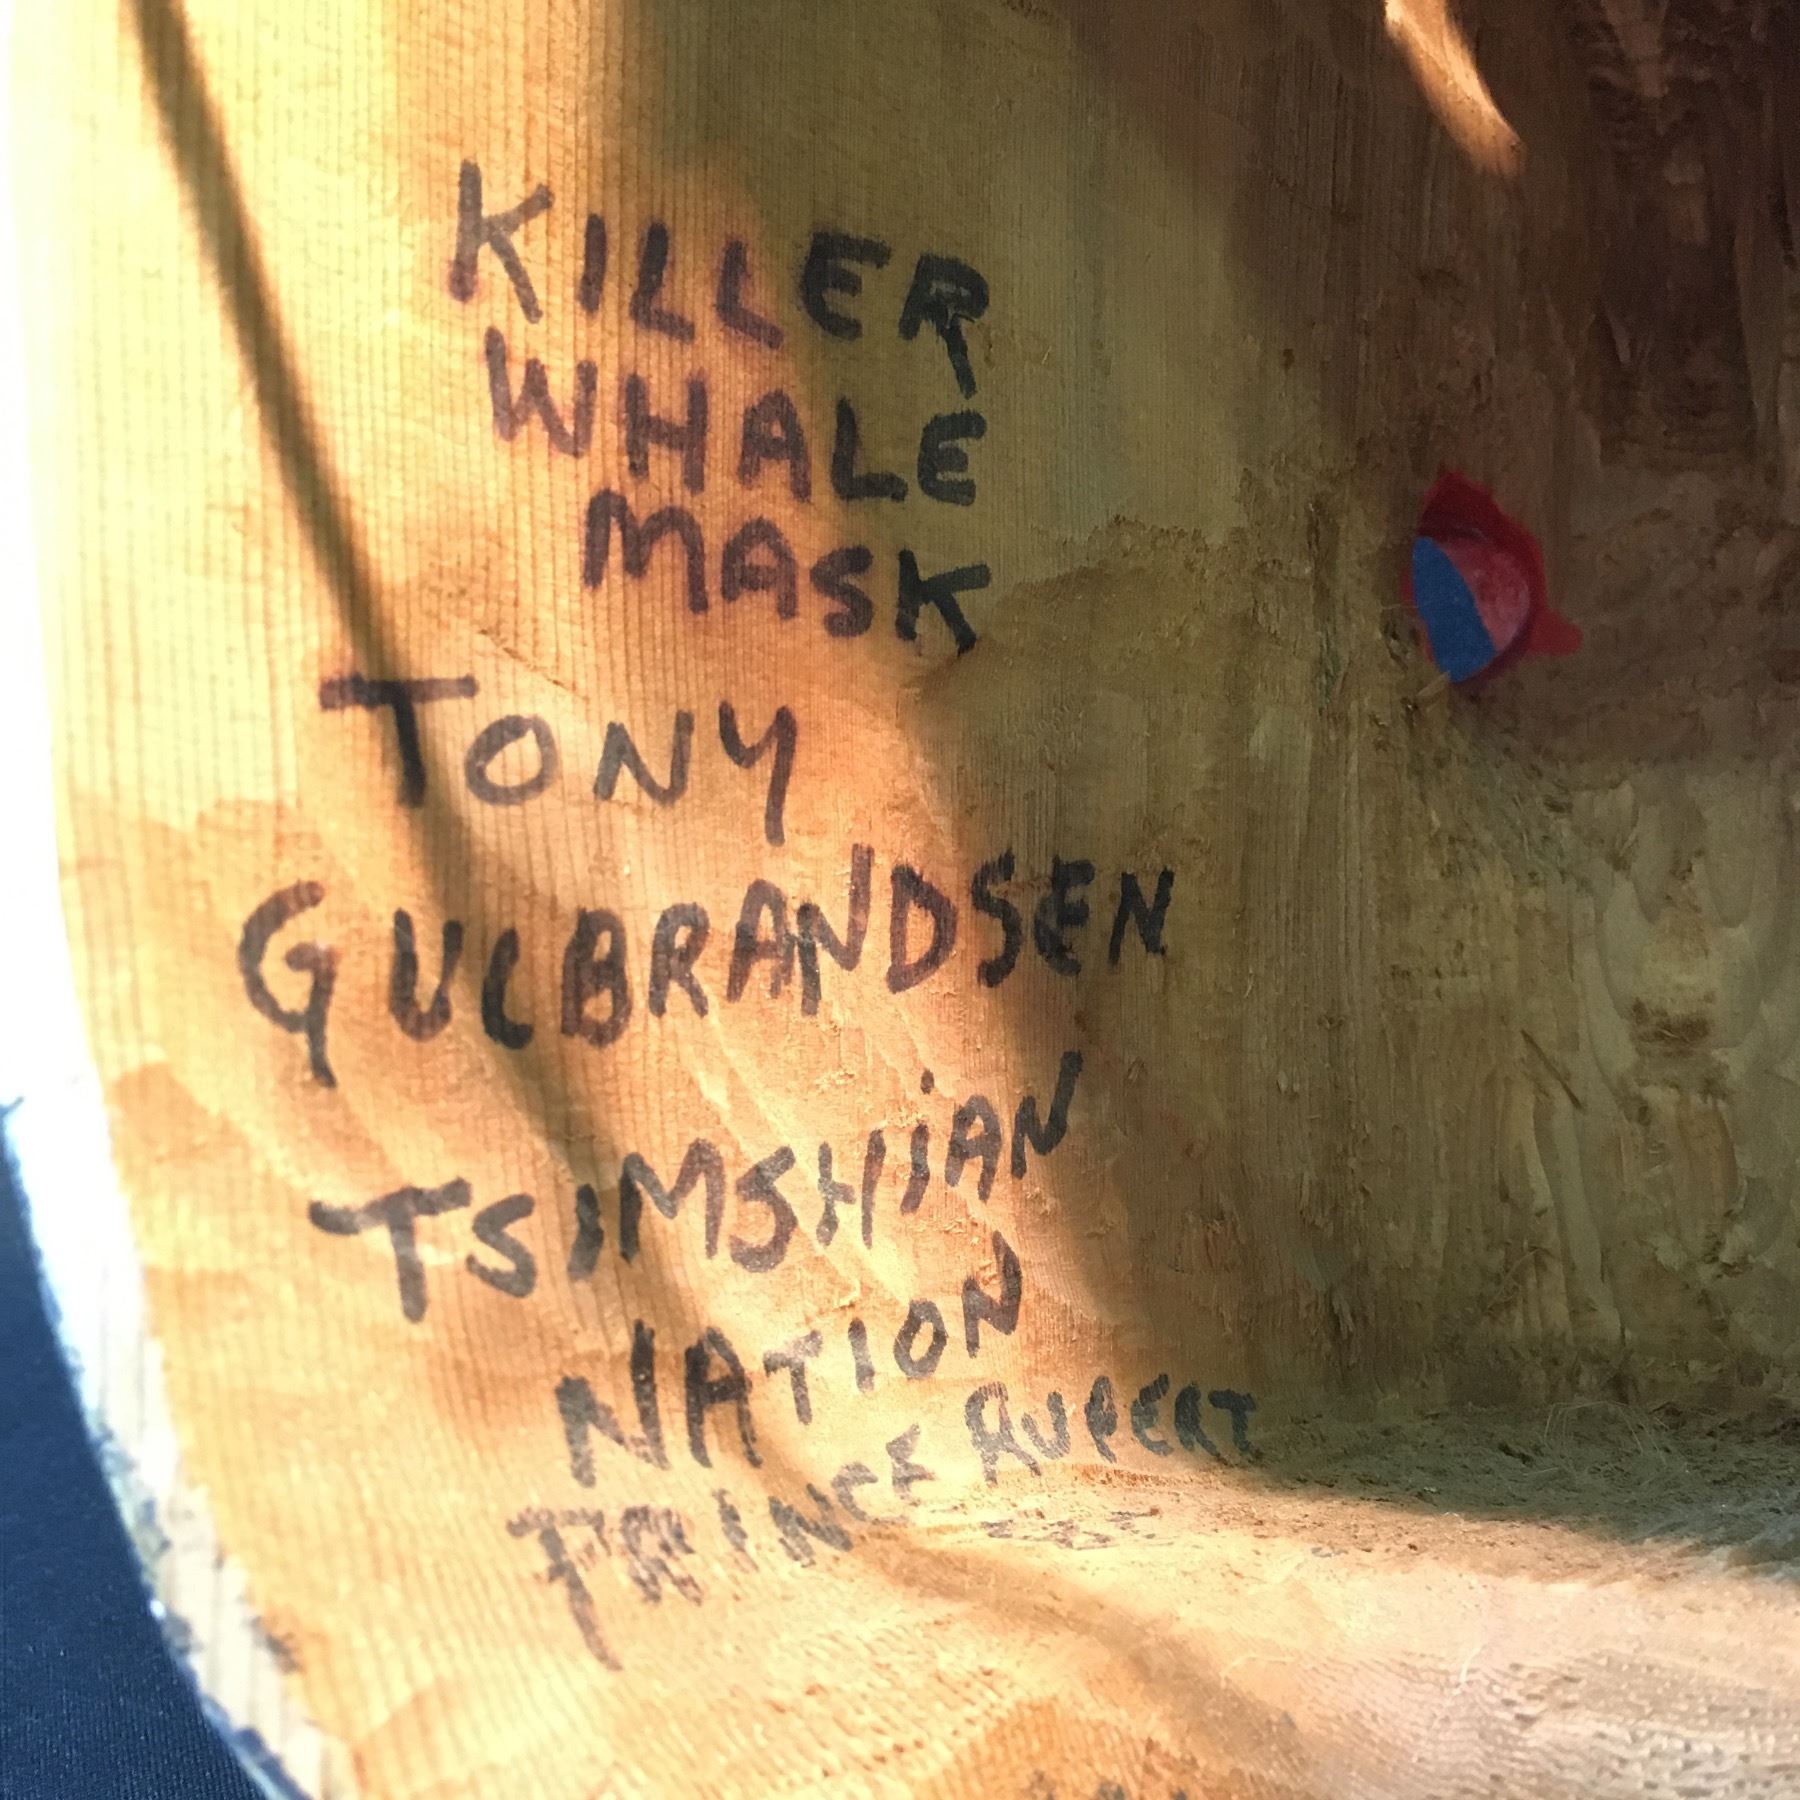 KILLER
WHALE
MASK
TONY
GULBRANDSEN
TSiMSHiAN
NATION
PRINCE RUPERT